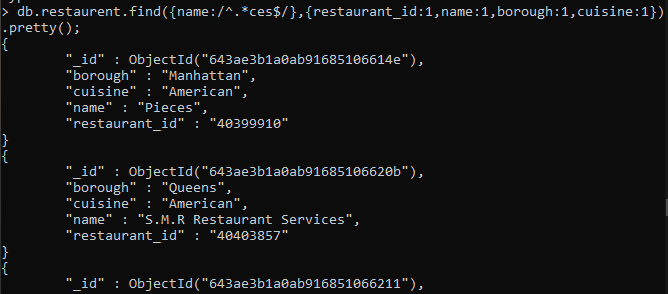 > db.restaurent.find({name:/^.*ces$/},{restaurant_id:1,name:1,borough:1,cuisine:1})
.pretty();
{
"_id" : ObjectId("643ae3b1a0ab91685106614e"),
"borough" : "Manhattan",
"cuisine" : "American",
"name" : "Pieces",
"restaurant_id" : "40399910"
}
{
"_id" : ObjectId("643ae3b1a0ab91685106620b"),
"borough" : "Queens",
"cuisine" : "American",
"name" : "S.M.R Restaurant Services",
"restaurant_id" : "40403857"
}
{
"_id" : ObjectId("643ae3b1a0ab916851066211"),